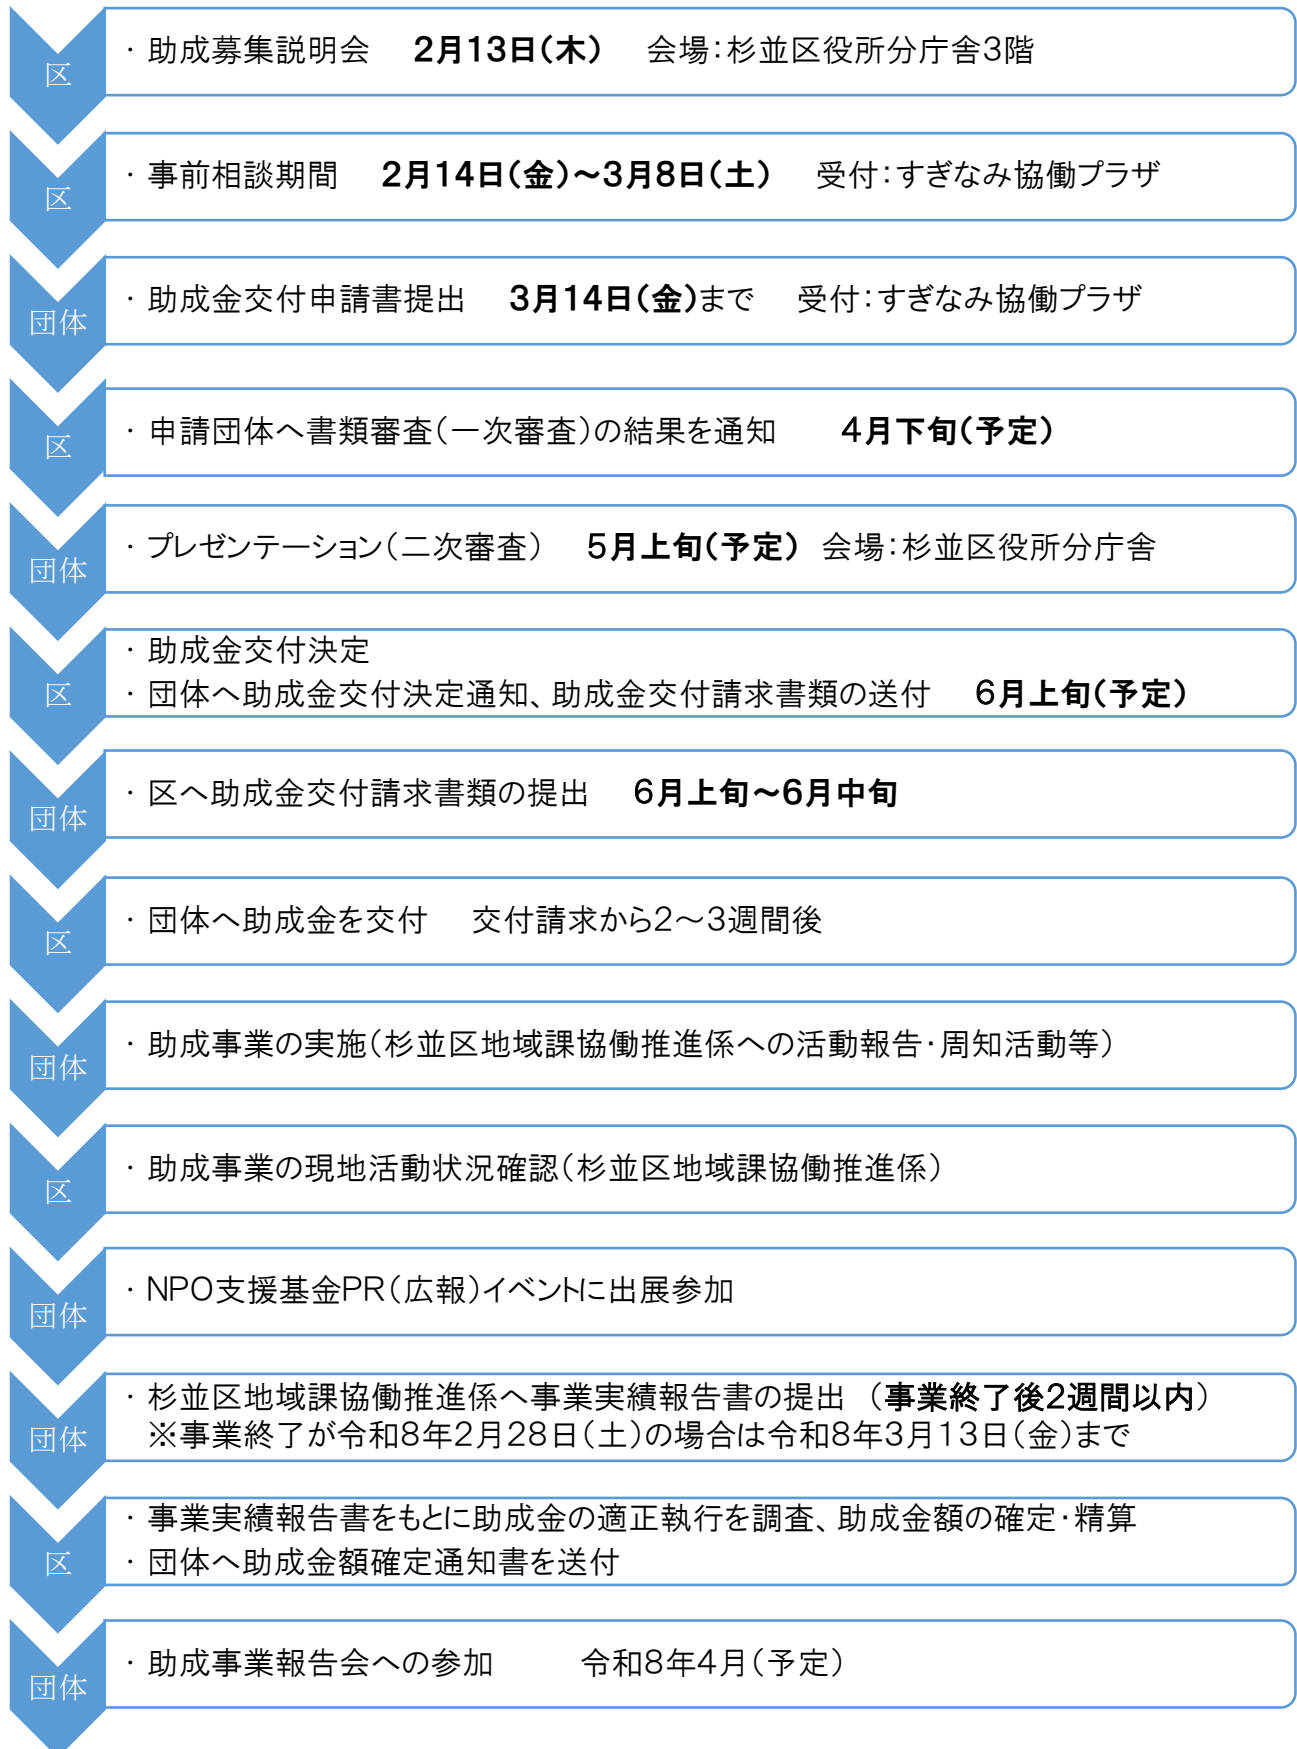 区
・助成募集説明会　2月13日(木)　会場：杉並区役所分庁舎3階
区
・事前相談期間　2月14日(金)～3月8日(土)　受付：すぎなみ協働プラザ
団体
・助成金交付申請書提出　3月14日(金)まで　受付：すぎなみ協働プラザ
区
・申請団体へ書類審査(一次審査)の結果を通知　4月下旬(予定)
団体
・プレゼンテーション(二次審査)　5月上旬(予定)　会場：杉並区役所分庁舎
区
・助成金交付決定
・団体へ助成金交付決定通知、助成金交付請求書類の送付　6月上旬(予定)
団体
・区へ助成金交付請求書類の提出　6月上旬～6月中旬
区
・団体へ助成金を交付　交付請求から2～3週間後
団体
・助成事業の実施(杉並区地域課協働推進係への活動報告・周知活動等)
区
・助成事業の現地活動状況確認(杉並区地域課協働推進係)
団体
・NPO支援基金PR(広報)イベントに出展参加
団体
・杉並区地域課協働推進係へ事業実績報告書の提出　(事業終了後2週間以内)
※事業終了が令和8年2月28日(土)の場合は令和8年3月13日(金)まで
区
・事業実績報告書をもとに助成金の適正執行を調査、助成金額の確定・精算
・団体へ助成金額確定通知書を送付
団体
・助成事業報告会への参加　令和8年4月(予定)